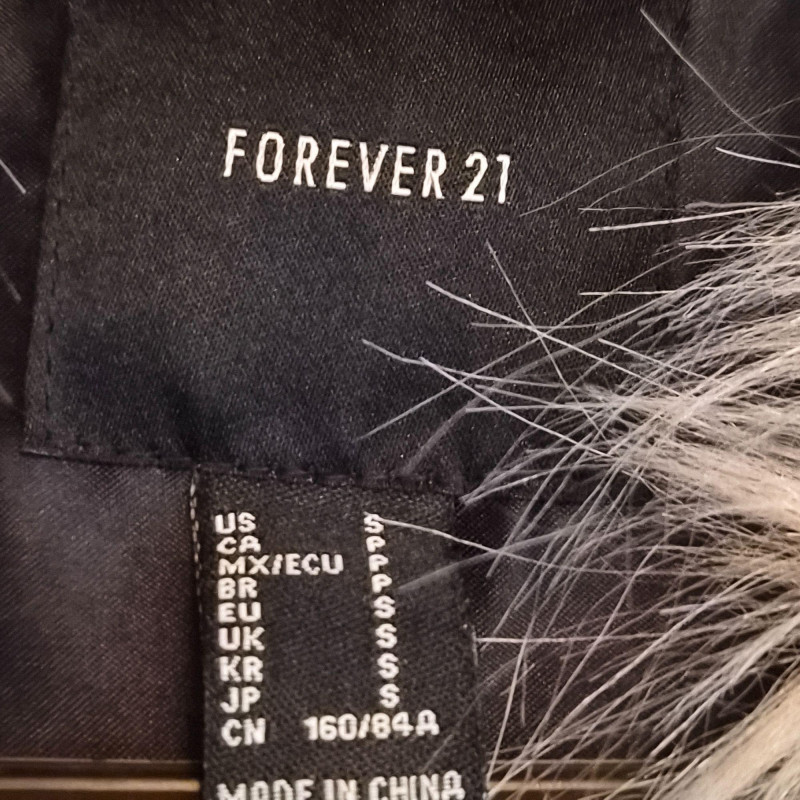 FOREVER 21
US S
CA P
MX/ECU P
BR P
EU S
UK S
KR S
JP S
CN 160/84A
MADE IN CHINA